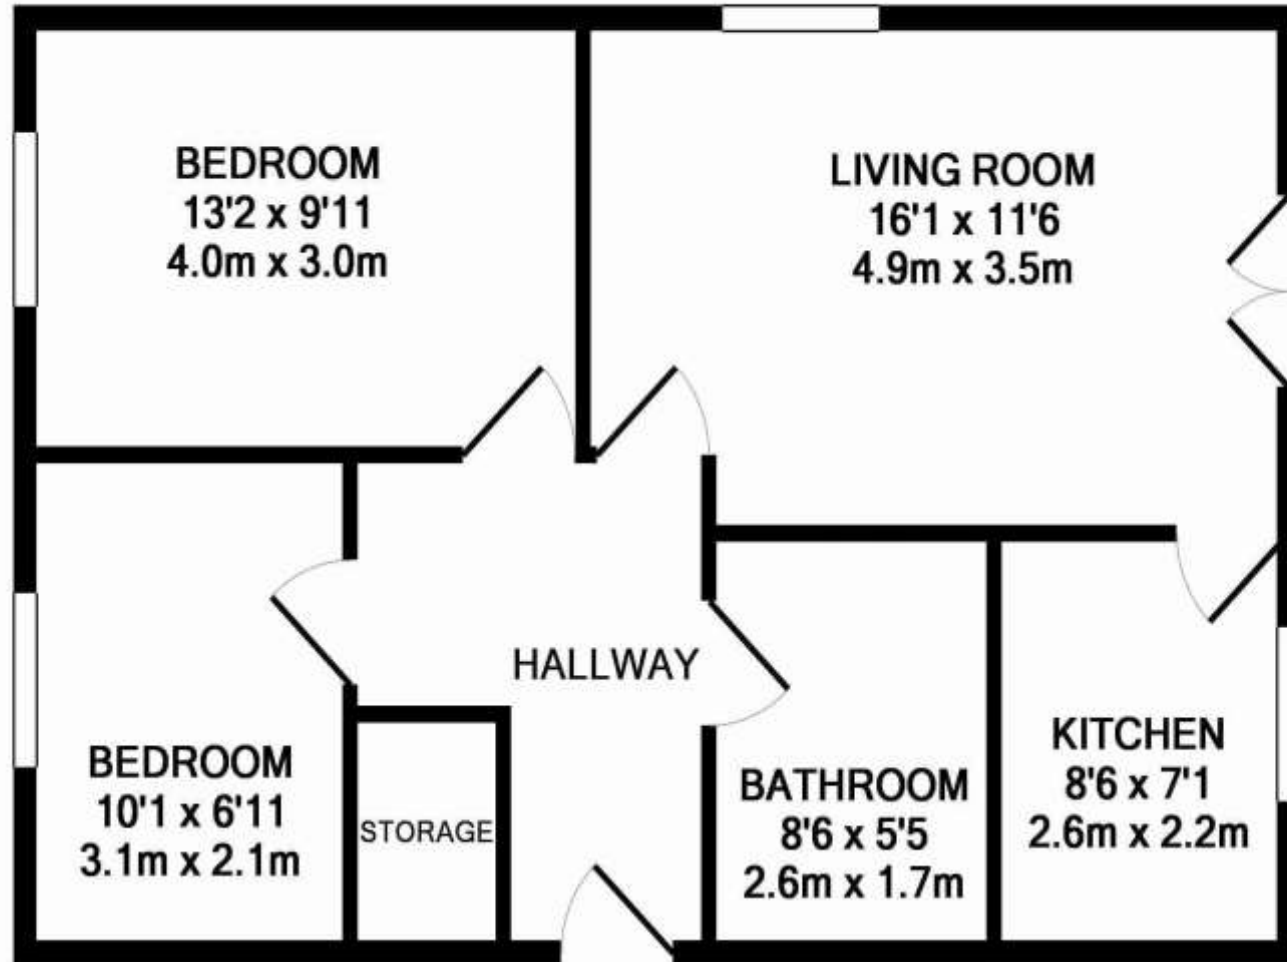 BEDROOM
13'2 x 9'11
4.0m x 3.0m
LIVING ROOM
16'1 x 11'6
4.9m x 3.5m
HALLWAY
BEDROOM
10'1 x 6'11
3.1m x 2.1m
STORAGE
BATHROOM
8'6 x 5'5
2.6m x 1.7m
KITCHEN
8'6 x 7'1
2.6m x 2.2m